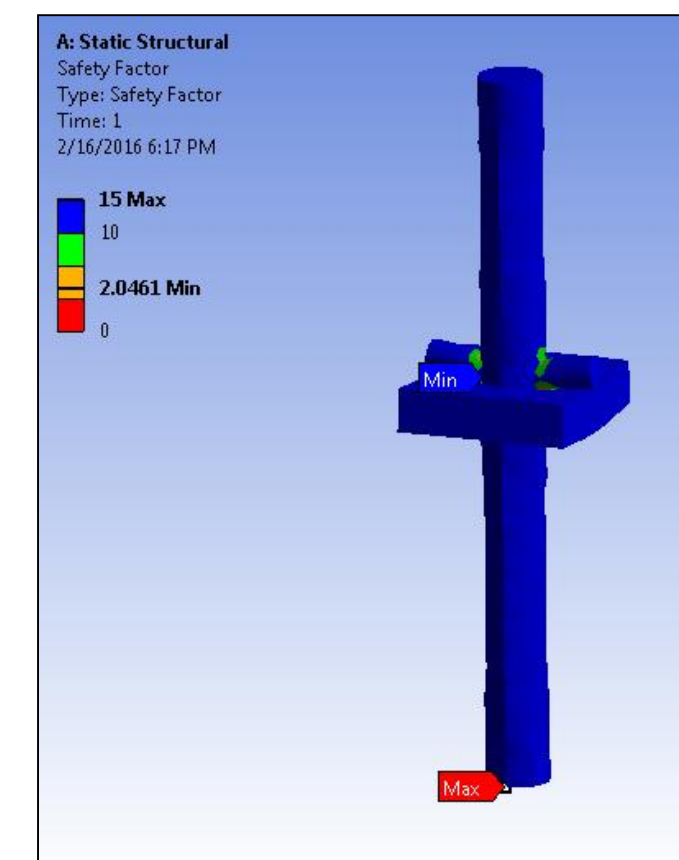 A: Static Structural
Safety Factor
Type: Safety Factor
Time: 1
2/16/2016 6:17 PM
15 Max
10
2.0461 Min
0
Min
Max